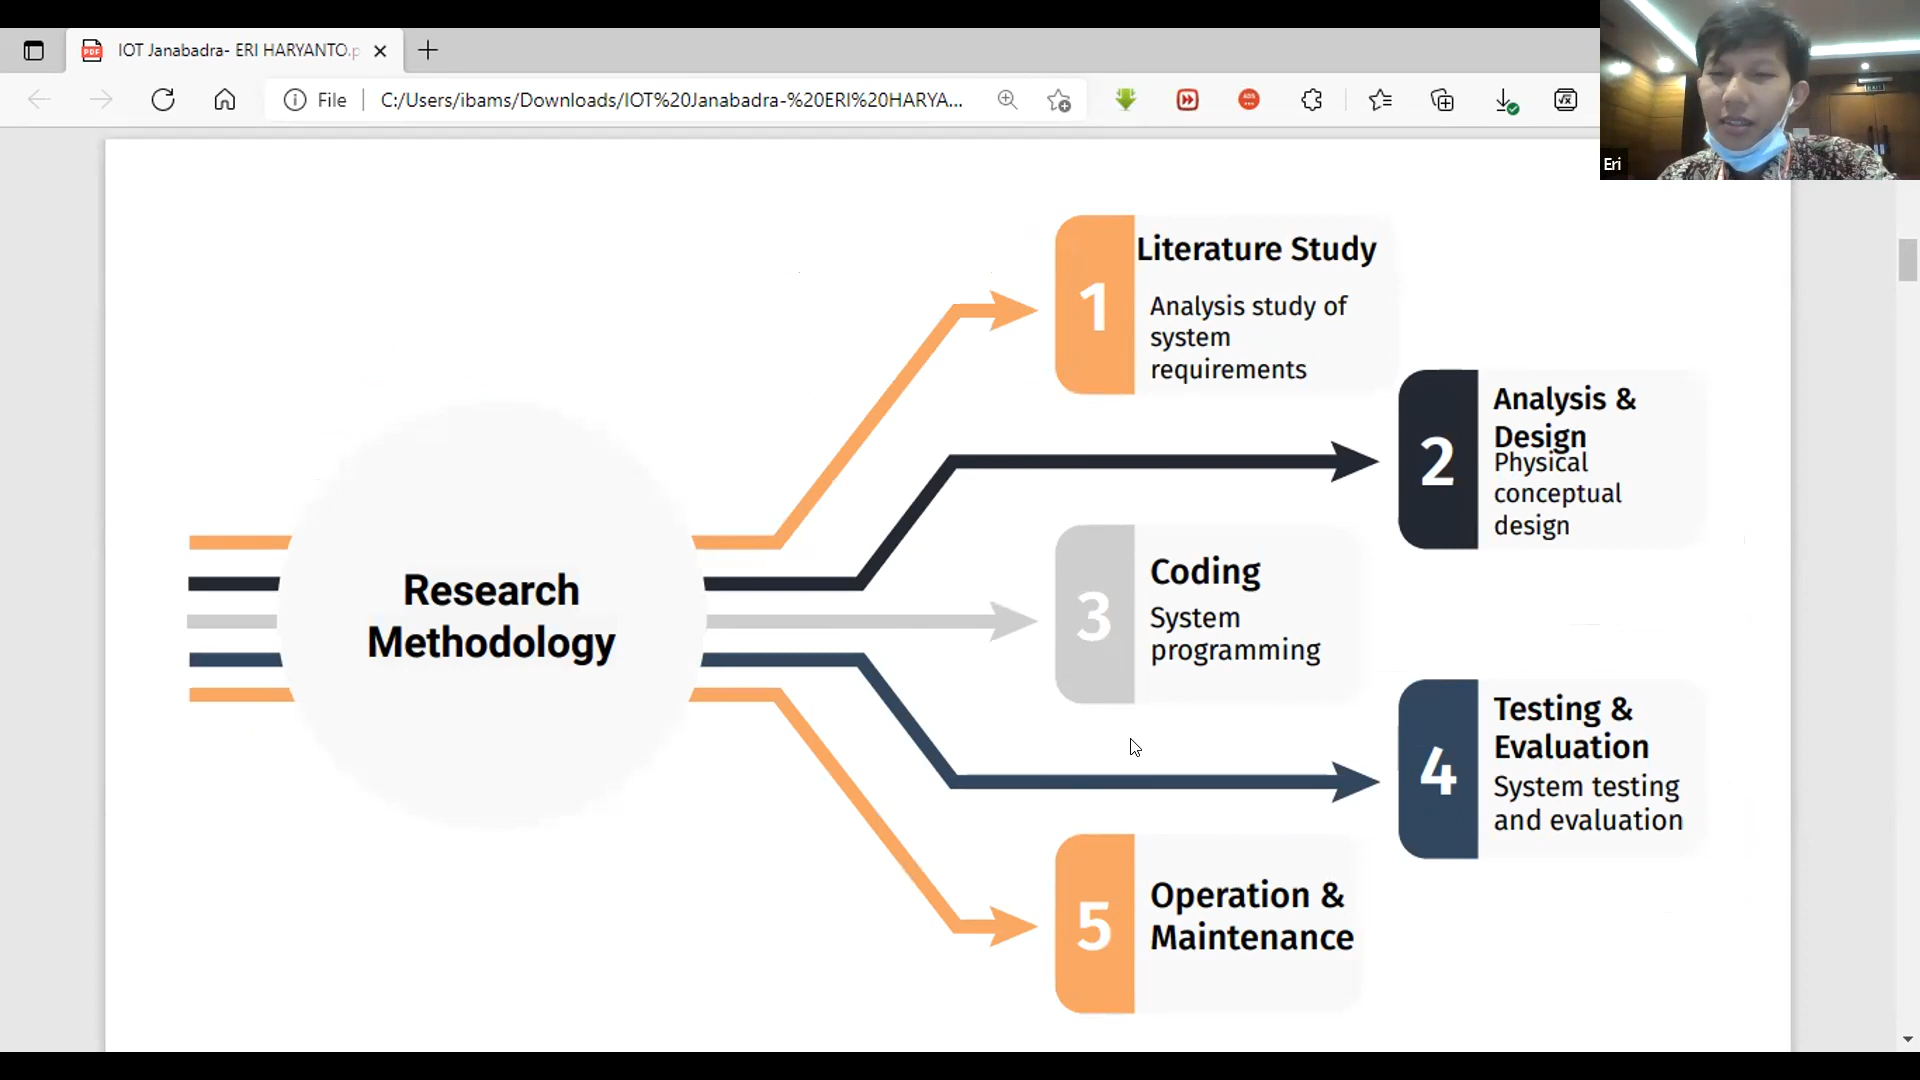 IOT Janabadra- ERI HARYANTO.p
File
C:/Users/ibams/Downloads/IOT%20Janabadra-%20ERI%20HARYA...
Eri
Research
Methodology
1
Literature Study
Analysis study of
system
requirements
2
Analysis &
Design
Physical
conceptual
design
3
Coding
System
programming
4
Testing &
Evaluation
System testing
and evaluation
5
Operation &
Maintenance